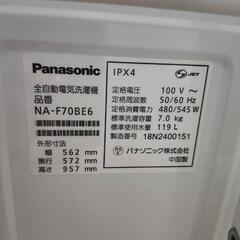 Panasonic
全自動電気洗濯機
品番
NA-F70BE6
外形寸法
幅 562 mm
奥行 572 mm
高さ 957 mm
IPX4
JET
定格電圧 100 V～
定格周波数 50/60 Hz
定格消費電力 480/545 W
標準洗濯容量 7.0 kg
標準使用水量 119 L
製造番号 18N2400151
パナソニック株式会社
中国製